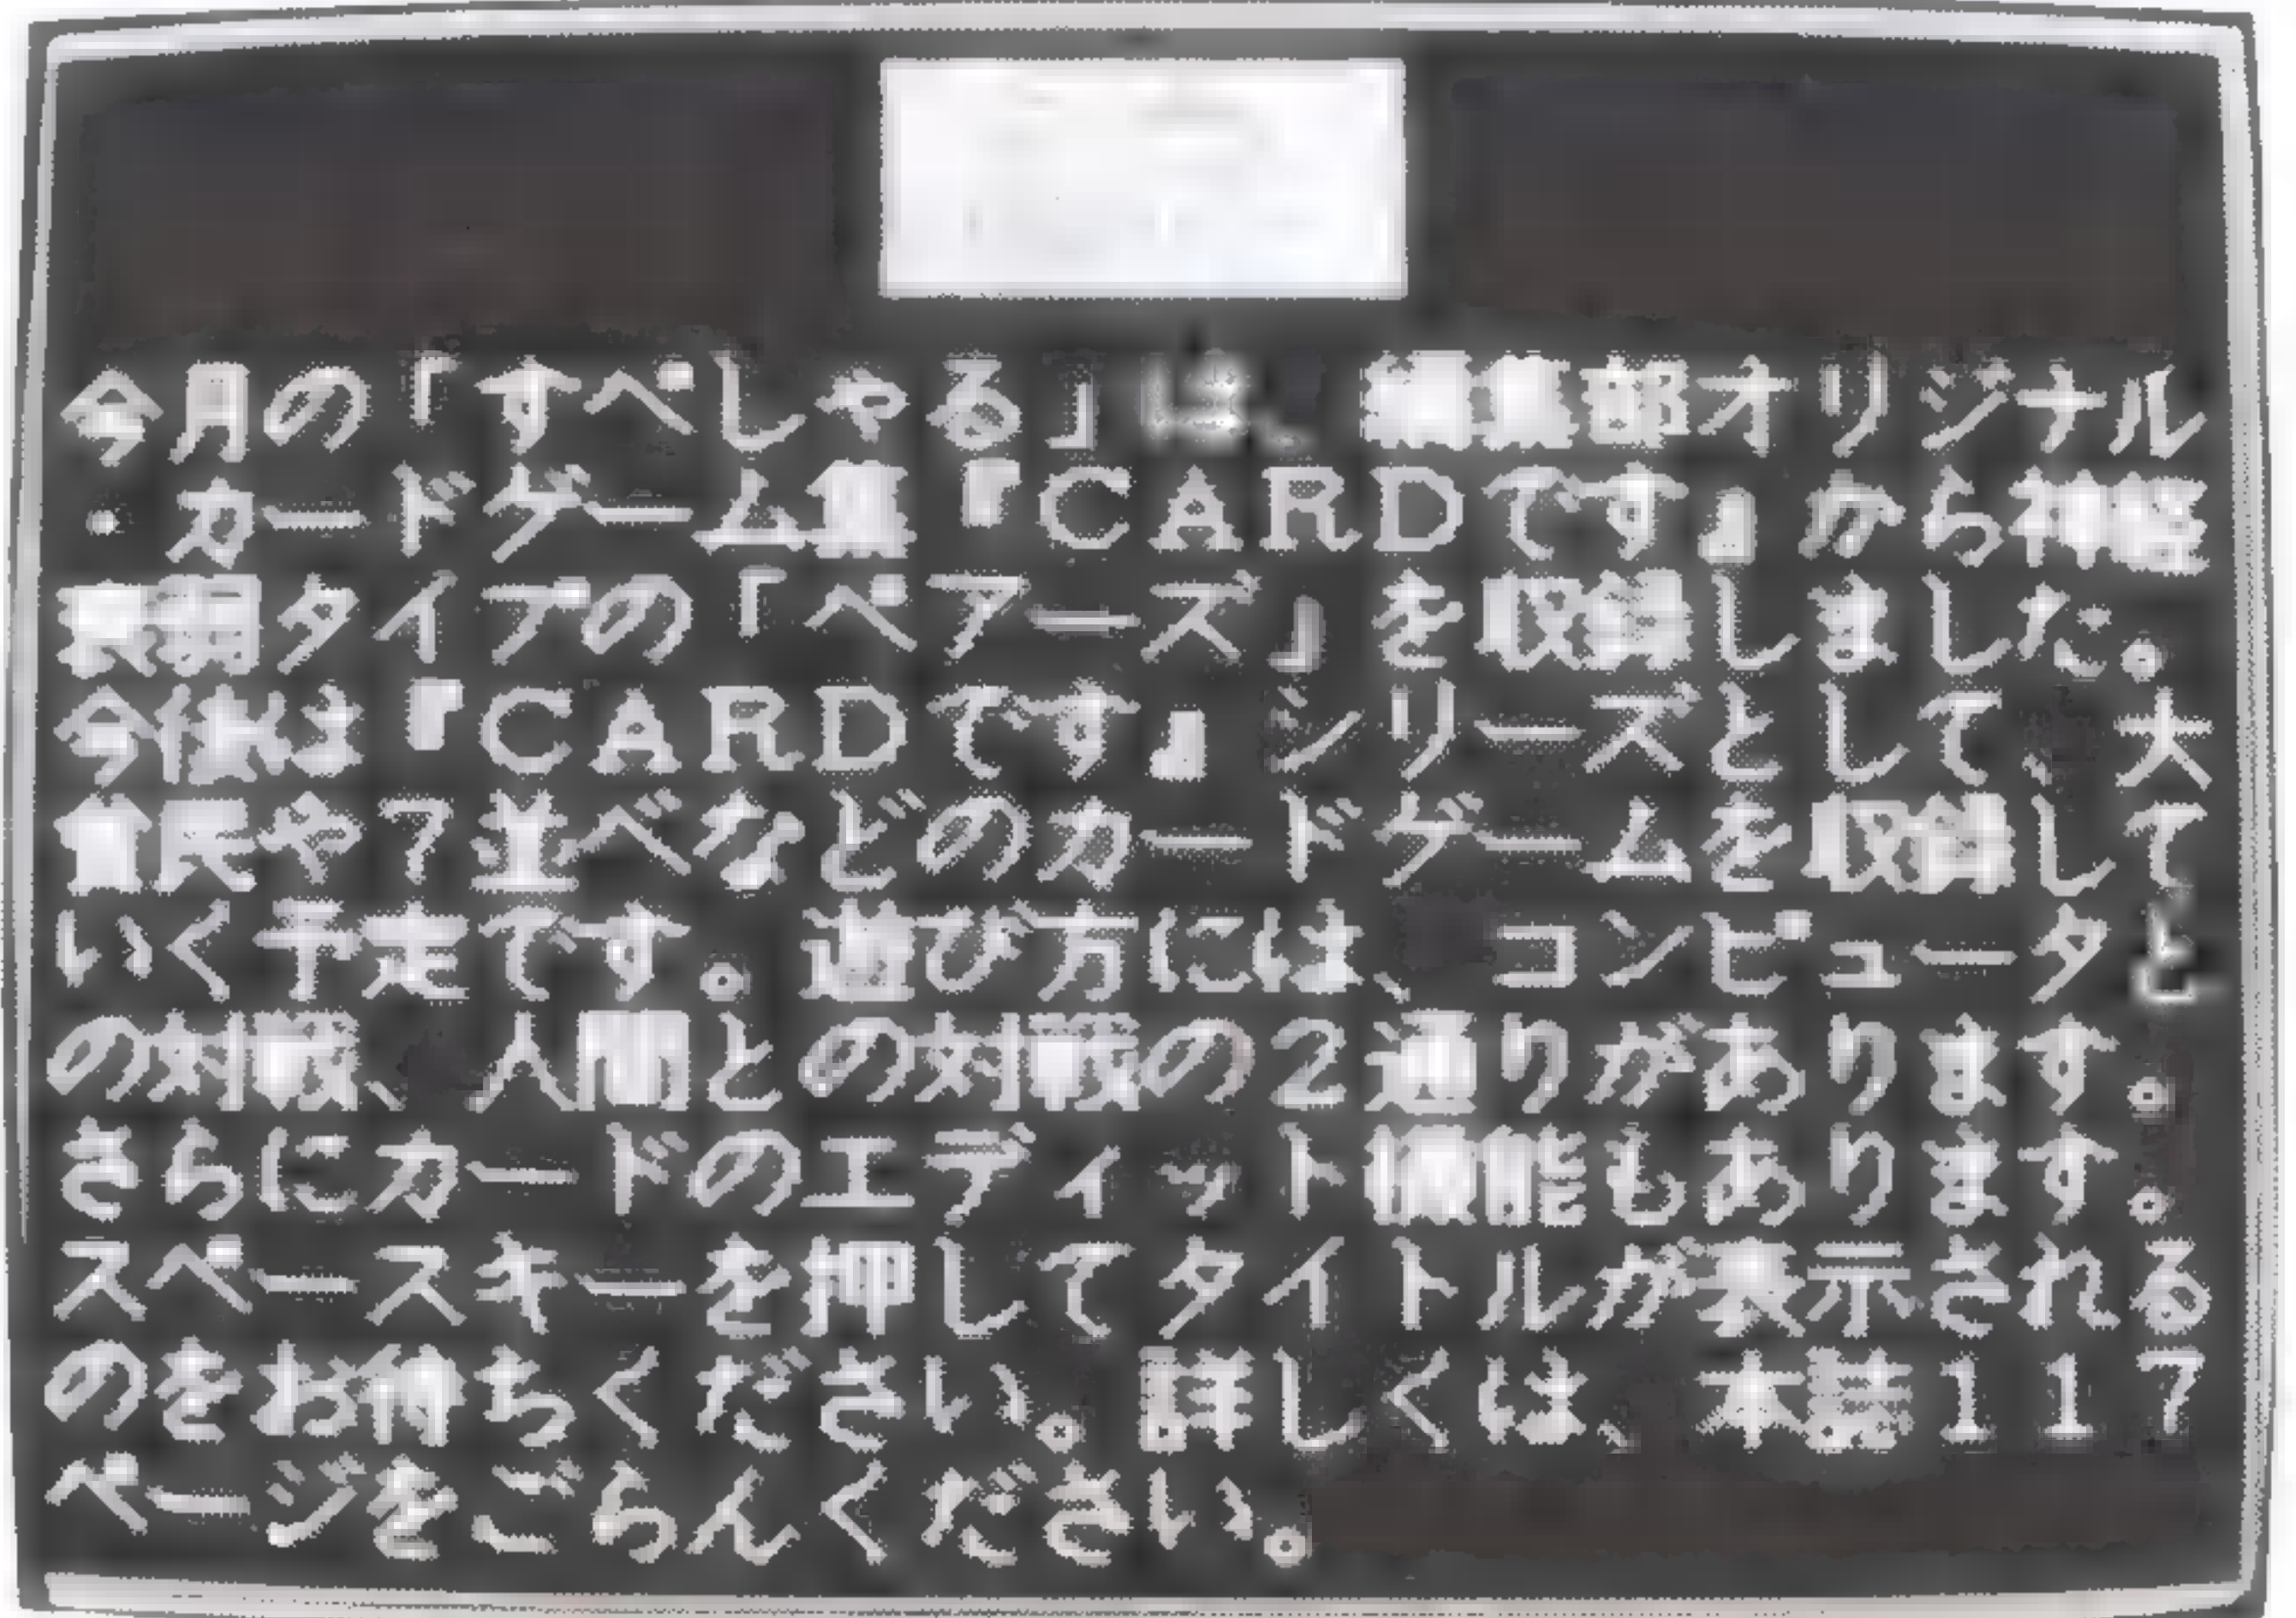 今月の「すぺしゃる」は、編集部オリジナル
・カードゲーム集『CARDです』から神経
衰弱タイプの「ペアーズ」を収録しました。
今後は『CARDです』シリーズとして、大
貧民や7並べなどのカードゲームを収録して
いく予定です。遊び方には、コンピュータと
の対戦、人間との対戦の2通りがあります。
さらにカードのエディット機能もあります。
スペースキーを押してタイトルが表示される
のをお待ちください。詳しくは、本誌117
ページをごらんください。